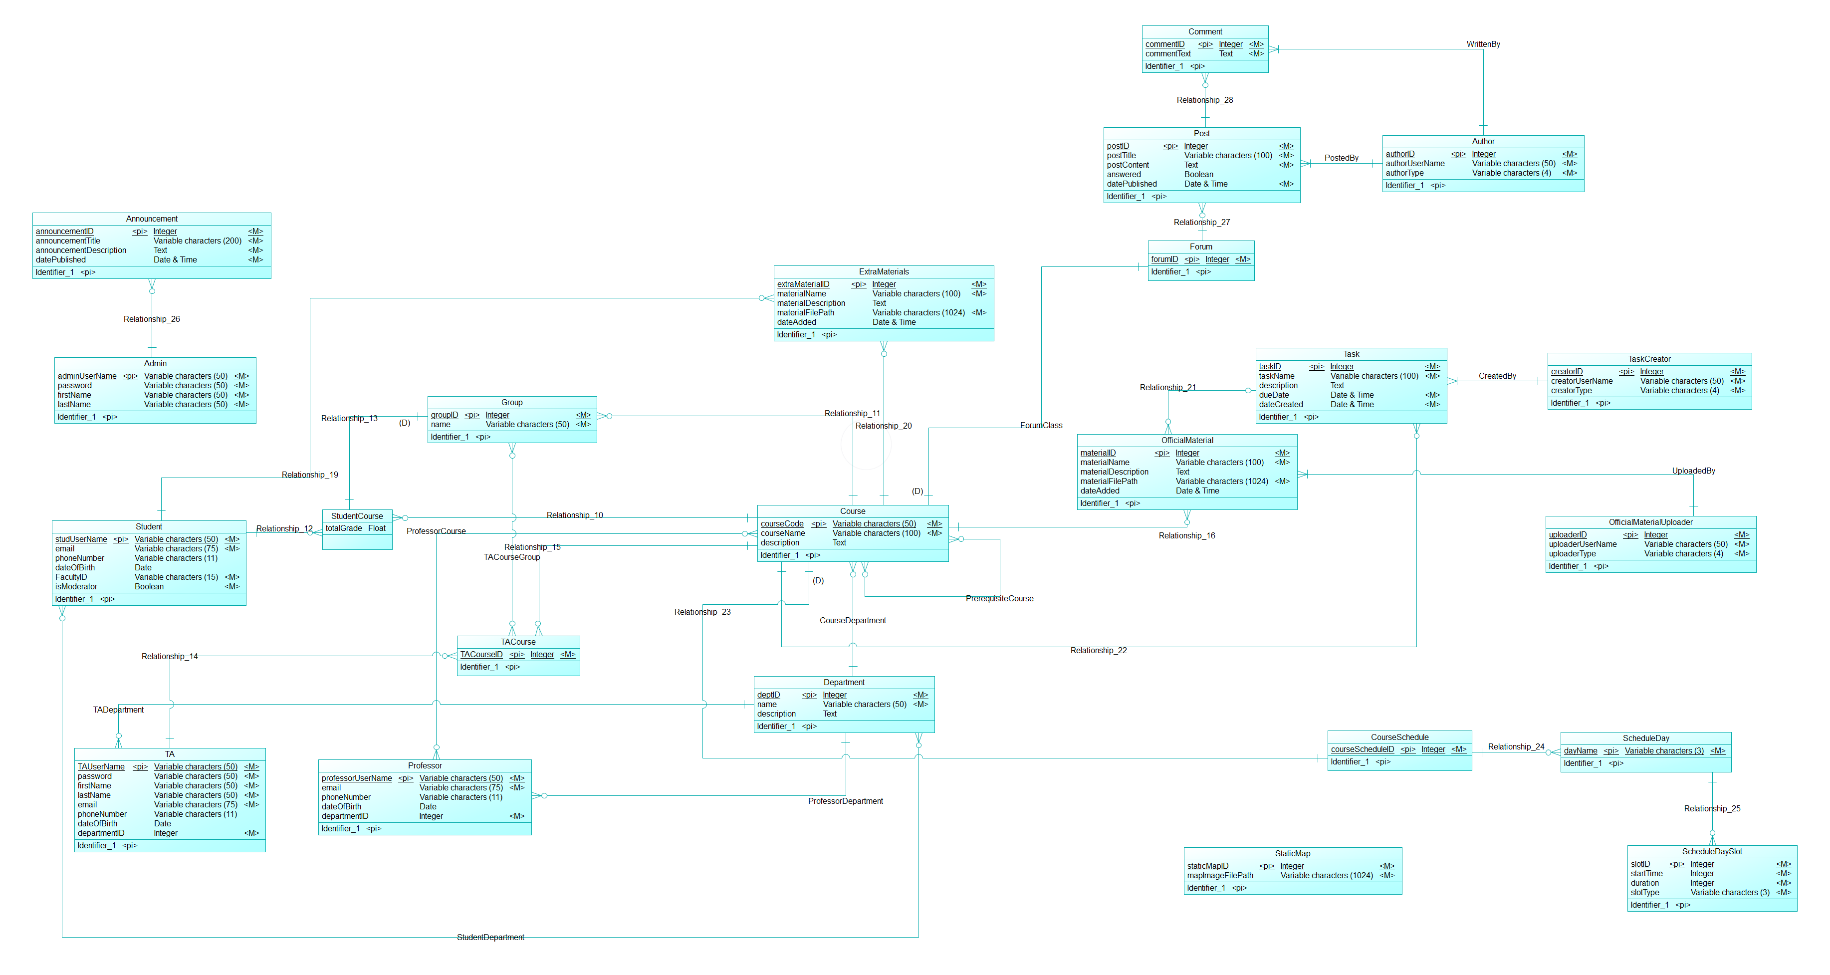 Comment
commentID <pi> Integer <M>
commentText Text <M>
Identifier_1 <pi>
WrittenBy
Relationship_28
Post
postID <pi> Integer <M>
postTitle Variable characters (100) <M>
postContent Text <M>
answered Boolean
datePublished Date & Time <M>
Identifier_1 <pi>
PostedBy
Author
authorID <pi> Integer <M>
authorUserName Variable characters (50) <M>
authorType Variable characters (4) <M>
Identifier_1 <pi>
Relationship_27
Forum
forumID <pi> Integer <M>
Identifier_1 <pi>
Announcement
announcementID <pi> Integer <M>
announcementTitle Variable characters (200) <M>
announcementDescription Text <M>
datePublished Date & Time <M>
Identifier_1 <pi>
Relationship_26
Admin
adminUserName <pi> Variable characters (50) <M>
password Variable characters (50) <M>
firstName Variable characters (50) <M>
lastName Variable characters (50) <M>
Identifier_1 <pi>
ExtraMaterials
extraMaterialID <pi> Integer <M>
materialName Variable characters (100) <M>
materialDescription Text
materialFilePath Variable characters (1024) <M>
dateAdded Date & Time
Identifier_1 <pi>
Task
taskID <pi> Integer <M>
taskName Variable characters (100) <M>
description Text
dueDate Date & Time <M>
dateCreated Date & Time <M>
Identifier_1 <pi>
CreatedBy
TaskCreator
creatorID <pi> Integer <M>
creatorUserName Variable characters (50) <M>
creatorType Variable characters (4) <M>
Identifier_1 <pi>
Relationship_21
Group
groupID <pi> Integer <M>
name Variable characters (50) <M>
Identifier_1 <pi>
Relationship_13
(D)
Relationship_11
Relationship_20
ForumClass
(D)
OfficialMaterial
materialID <pi> Integer <M>
materialName Variable characters (100) <M>
materialDescription Text
materialFilePath Variable characters (1024) <M>
dateAdded Date & Time
Identifier_1 <pi>
UploadedBy
Relationship_19
OfficialMaterialUploader
uploaderID <pi> Integer <M>
uploaderUserName Variable characters (50) <M>
uploaderType Variable characters (4) <M>
Identifier_1 <pi>
Student
studUserName <pi> Variable characters (50) <M>
email Variable characters (75) <M>
phoneNumber Variable characters (11)
dateOfBirth Date
FacultyID Variable characters (15) <M>
isModerator Boolean <M>
Identifier_1 <pi>
Relationship_12
StudentCourse
totalGrade Float
Relationship_10
ProfessorCourse
Relationship_15
TACourseGroup
Course
courseCode <pi> Variable characters (50) <M>
courseName Variable characters (100) <M>
description Text
Identifier_1 <pi>
(D)
Relationship_16
PrerequisiteCourse
Relationship_23
CourseDepartment
Relationship_22
Relationship_14
TACourse
TACourseID <pi> Integer <M>
Identifier_1 <pi>
TADepartment
Department
deptID <pi> Integer <M>
name Variable characters (50) <M>
description Text
Identifier_1 <pi>
TA
TAUserName <pi> Variable characters (50) <M>
password Variable characters (50) <M>
firstName Variable characters (50) <M>
lastName Variable characters (50) <M>
email Variable characters (75) <M>
phoneNumber Variable characters (11)
dateOfBirth Date
departmentID Integer <M>
Identifier_1 <pi>
Professor
professorUserName <pi> Variable characters (50) <M>
email Variable characters (75) <M>
phoneNumber Variable characters (11)
dateOfBirth Date
departmentID Integer <M>
Identifier_1 <pi>
ProfessorDepartment
CourseSchedule
courseScheduleID <pi> Integer <M>
Identifier_1 <pi>
Relationship_24
ScheduleDay
dayName <pi> Variable characters (3) <M>
Identifier_1 <pi>
Relationship_25
StaticMap
staticMapID <pi> Integer <M>
mapImageFilePath Variable characters (1024) <M>
Identifier_1 <pi>
ScheduleDaySlot
slotID <pi> Integer <M>
startTime Integer <M>
duration Integer <M>
slotType Variable characters (3) <M>
Identifier_1 <pi>
StudentDepartment